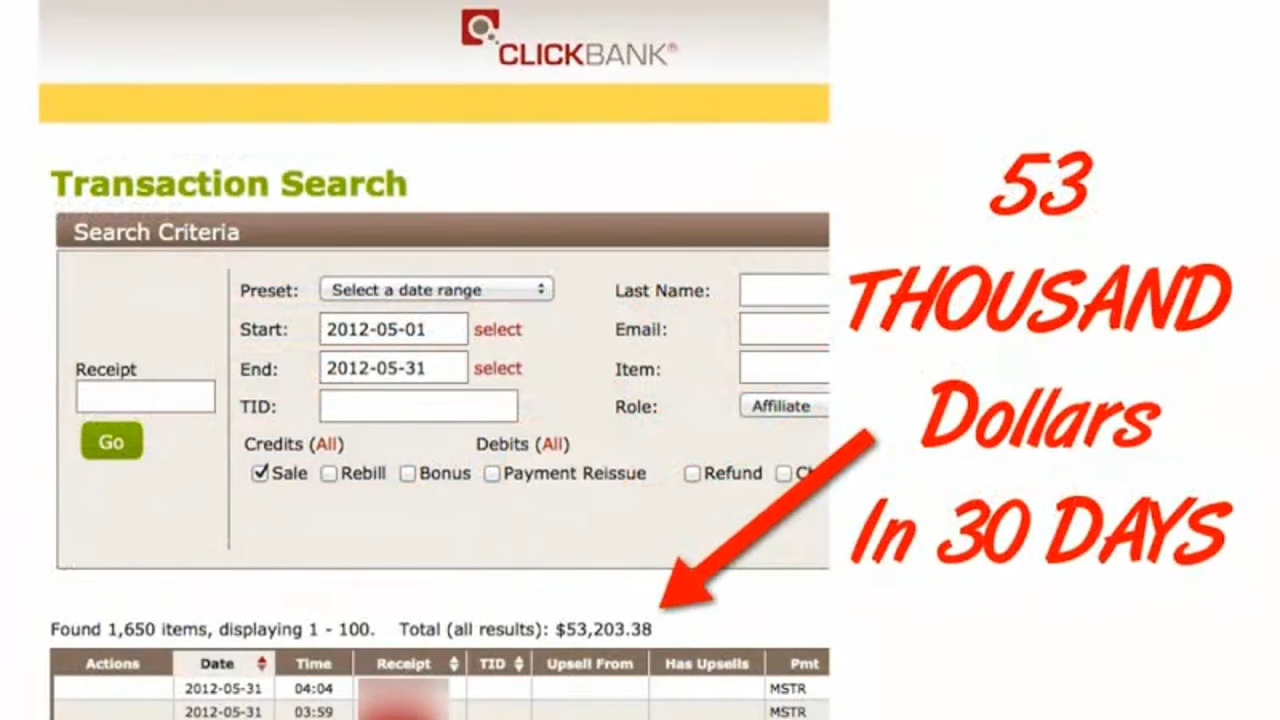 CLICKBANK®
Transaction Search
Search Criteria
Receipt
Go
Preset: Select a date range
Start: 2012-05-01 select
End: 2012-05-31 select
TID:
Last Name:
Email:
Item:
Role: Affiliate
Credits (All) Debits (All)
Sale Rebill Bonus Payment Reissue Refund
53
THOUSAND
Dollars
In 30 DAYS
Found 1,650 items, displaying 1 - 100. Total (all results): $53,203.38
Actions Date Time Receipt TID Upsell From Has Upsells Pmt
2012-05-31 04:04 MSTR
2012-05-31 03:59 MSTR